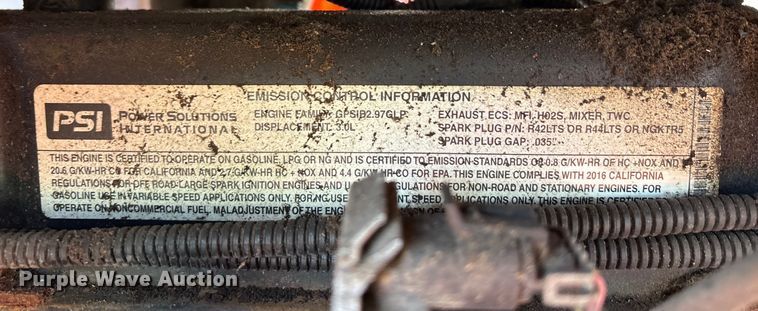 EMISSION CONTROL INFORMATION
PSI
POWER SOLUTIONS
INTERNATIONAL
ENGINE FAMILY: GPSIB2.97GLP
DISPLACEMENT: 3.0L
EXHAUST ECS: MFI, H02S, MIXER, TWC
SPARK PLUG P/N: R42LTS OR R44LTS OR NGKTR5
SPARK PLUG GAP: .035"
THIS ENGINE IS CERTIFIED TO OPERATE ON GASOLINE, LPG OR NG AND IS CERTIFIED TO EMISSION STANDARDS OF 0.8 G/KW-HR OF HC +NOX AND
20.6 G/KW-HR CO FOR CALIFORNIA AND 2.7 G/KW-HR HC + NOX AND 4.4 G/KW-HR CO FOR EPA. THIS ENGINE COMPLIES WITH 2016 CALIFORNIA
REGULATIONS FOR OFF ROAD LARGE SPARK IGNITION ENGINES, AND REGULATIONS FOR NON-ROAD AND STATIONARY ENGINES. FOR
GASOLINE USE IN VARIABLE SPEED APPLICATIONS ONLY. FOR NG USE SPEED APPLICATIONS ONLY. THIS ENGINE IS CERTIFIED
OPERATE ON NONCOMMERCIAL FUEL. MALADJUSTMENT OF THE
Purple Wave Auction